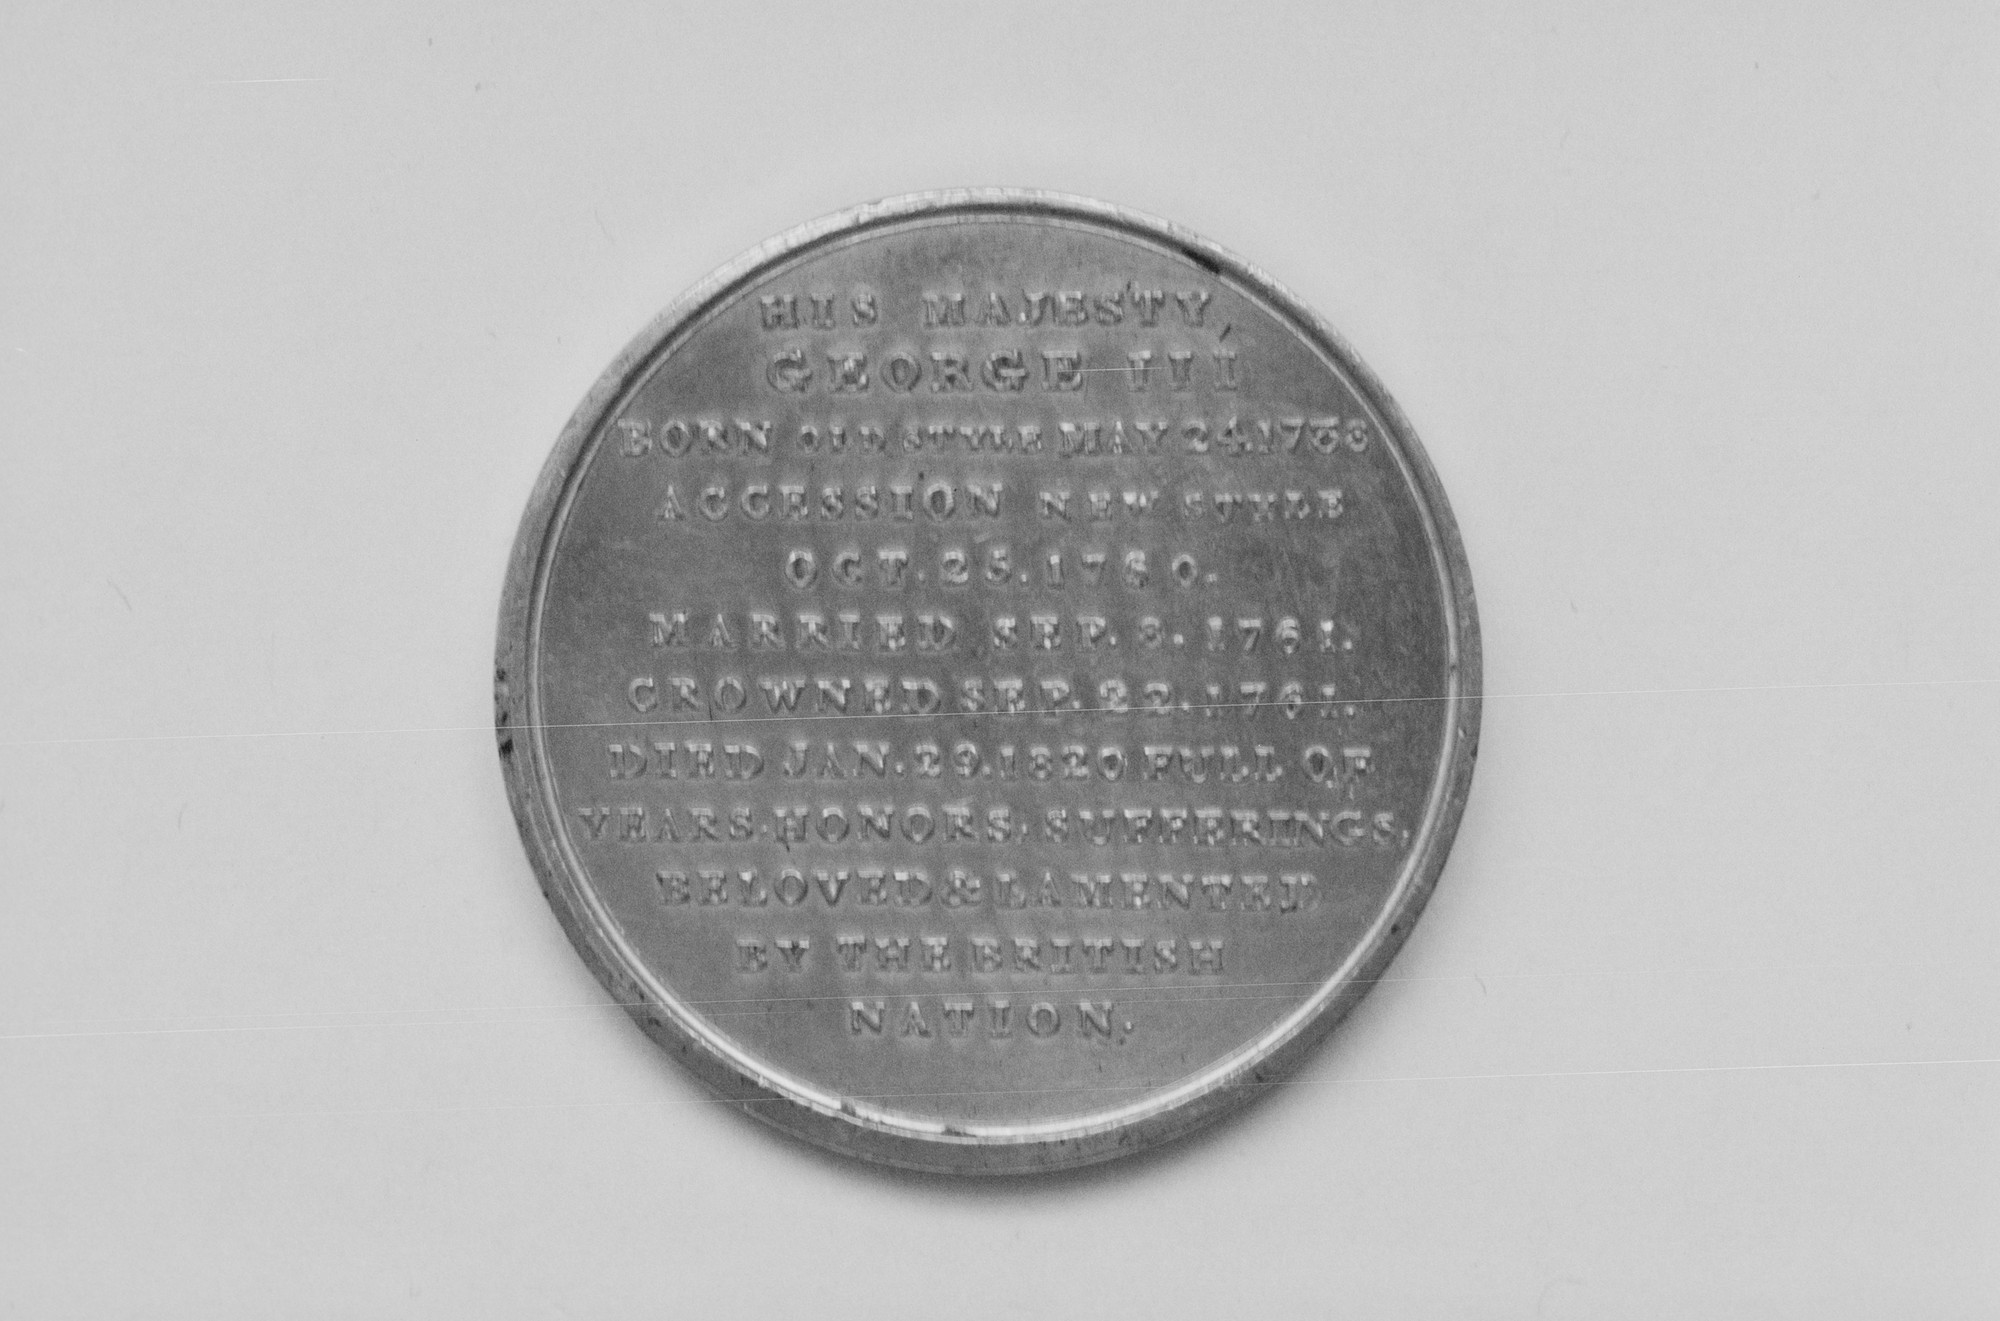 HIS MAJESTY,
GEORGE III
BORN OLD STYLE MAY 24.1738
ACCESSION NEW STYLE
OCT. 25. 1760.
MARRIED SEP. 8. 1761.
CROWNED SEP. 22. 1761.
DIED JAN. 29. 1820 FULL OF
YEARS, HONORS, SUFFERINGS,
BELOVED & LAMENTED
BY THE BRITISH
NATION.